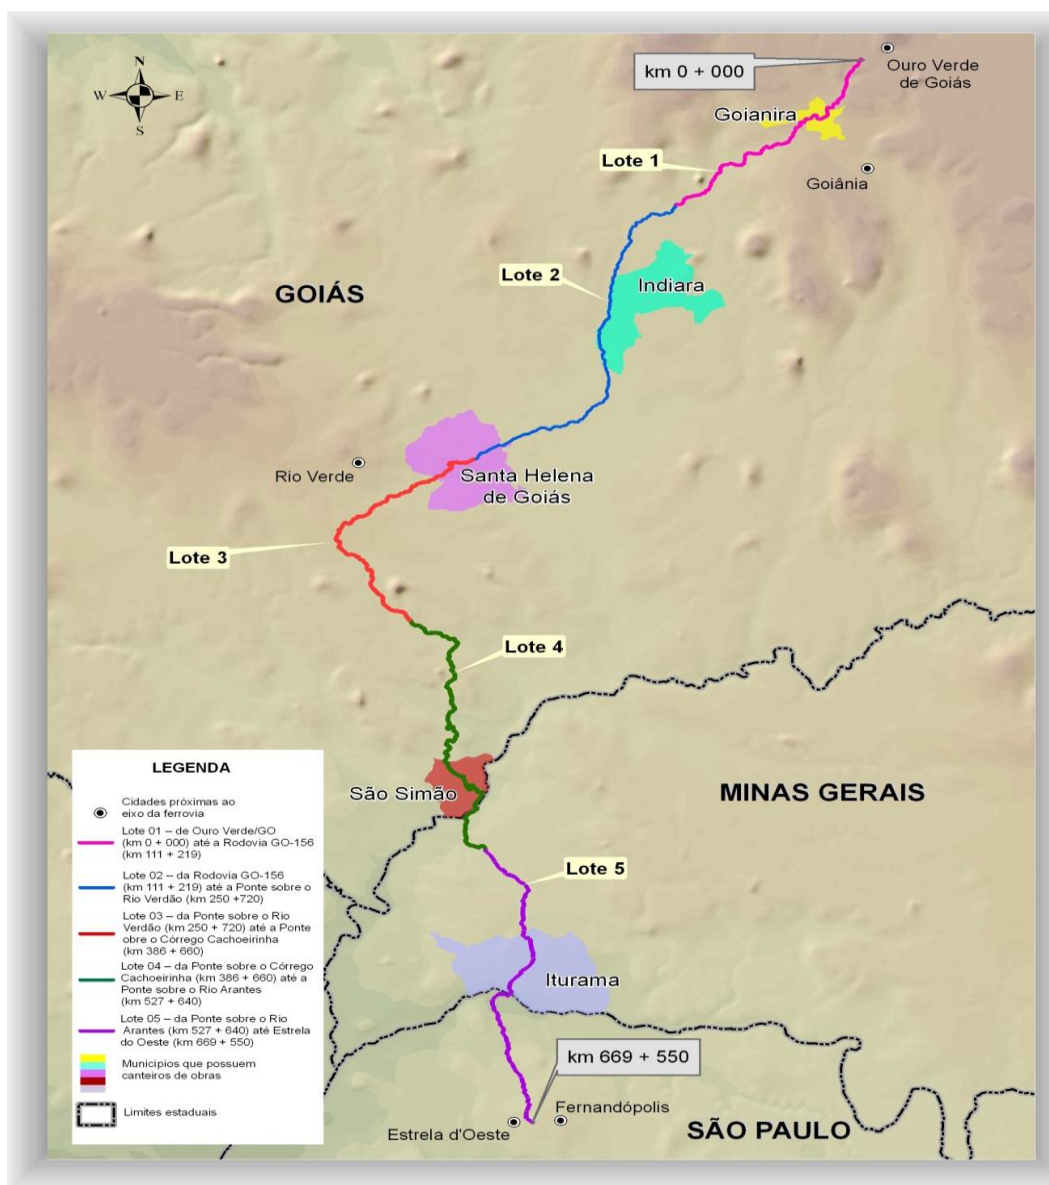 N
W E
S
km 0 + 000
Ouro Verde
de Goiás
Goianira
Lote 1
Goiânia
Lote 2
Indiara
GOIÁS
Rio Verde
Santa Helena
de Goiás
Lote 3
Lote 4
São Simão
MINAS GERAIS
Lote 5
Iturama
km 669 + 550
Fernandópolis
Estrela d'Oeste
SÃO PAULO
LEGENDA
Cidades próximas ao
eixo da ferrovia
Lote 01 – de Ouro Verde/GO
(km 0 + 000) até a Rodovia GO-156
(km 111 + 219)
Lote 02 – da Rodovia GO-156
(km 111 + 219) até a Ponte sobre o
Rio Verdão (km 250 +720)
Lote 03 – da Ponte sobre o Rio
Verdão (km 250 + 720) até a Ponte
obre o Córrego Cachoeirinha
(km 386 + 660)
Lote 04 – da Ponte sobre o Córrego
Cachoeirinha (km 386 + 660) até a
Ponte sobre o Rio Arantes
(km 527 + 640)
Lote 05 – da Ponte sobre o Rio
Arantes (km 527 + 640) até Estrela
do Oeste (km 669 + 550)
Municipios que possuem
canteiros de obras
Limites estaduais